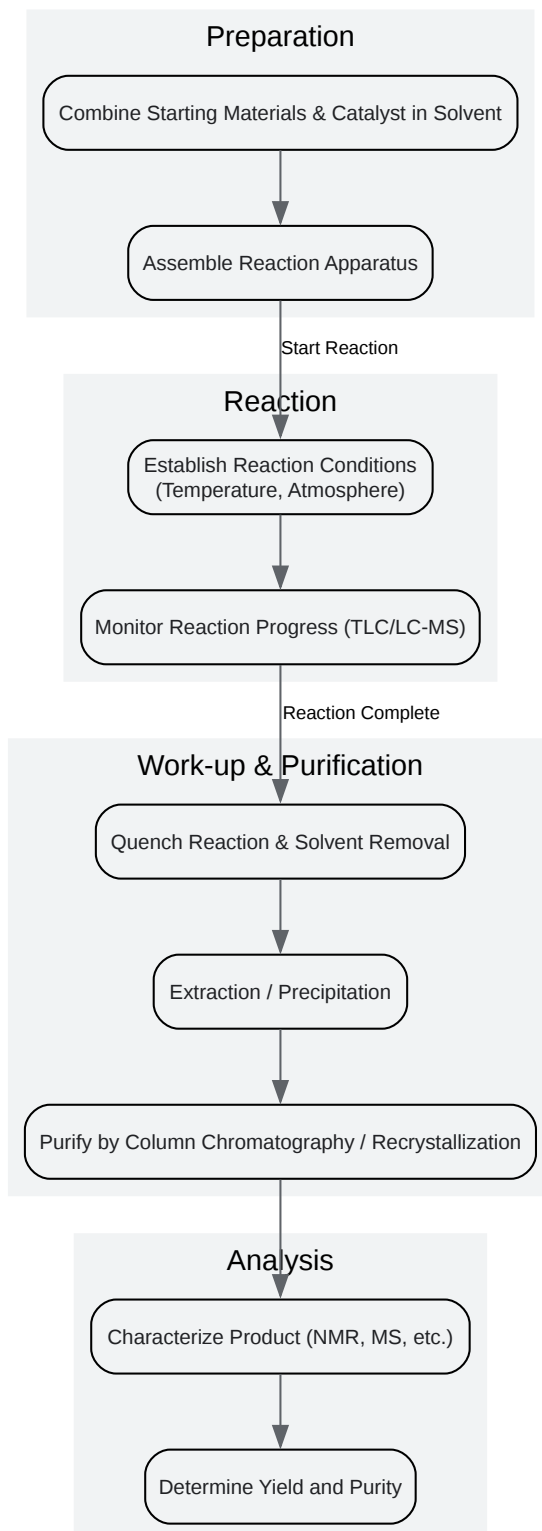 Preparation
Combine Starting Materials & Catalyst in Solvent
Assemble Reaction Apparatus
Start Reaction
Reaction
Establish Reaction Conditions
(Temperature, Atmosphere)
Monitor Reaction Progress (TLC/LC-MS)
Reaction Complete
Work-up & Purification
Quench Reaction & Solvent Removal
Extraction / Precipitation
Purify by Column Chromatography / Recrystallization
Analysis
Characterize Product (NMR, MS, etc.)
Determine Yield and Purity